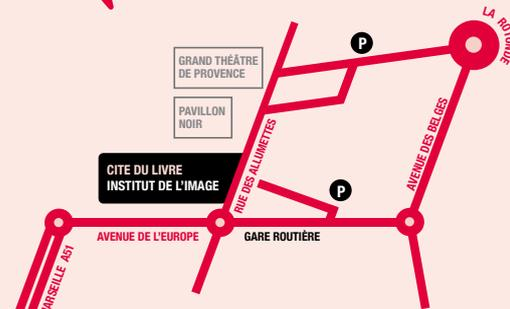 LA ROTONDE
P
GRAND THÉÂTRE
DE PROVENCE
PAVILLON
NOIR
RUE DES ALLUMETTES
AVENUE DES BELGES
CITE DU LIVRE
INSTITUT DE L'IMAGE
P
AVENUE DE L'EUROPE
GARE ROUTIÈRE
A51